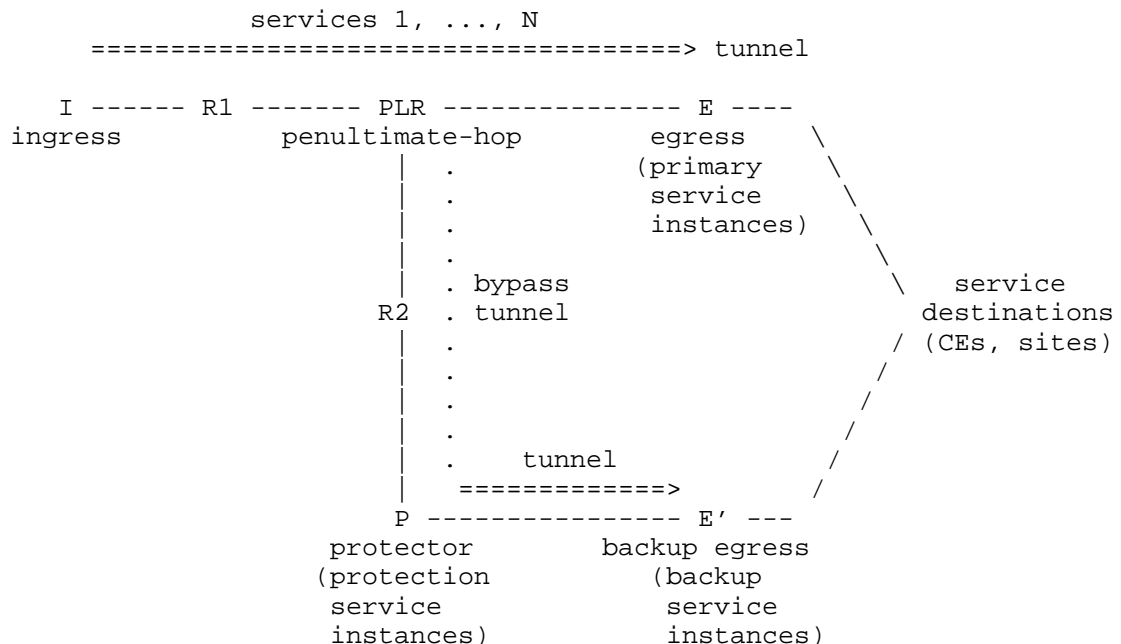 services 1, ..., N
=====================================> tunnel
I ------ R1 ------- PLR --------------- E ----
ingress penultimate-hop egress \
| . (primary \
| . service \
| . instances) \
| . \
| . bypass \ service
R2 . tunnel destinations
| . / (CEs, sites)
| . /
| . /
| . /
| . tunnel /
| =============> /
P ---------------- E' ---
protector backup egress
(protection (backup
service service
instances) instances)